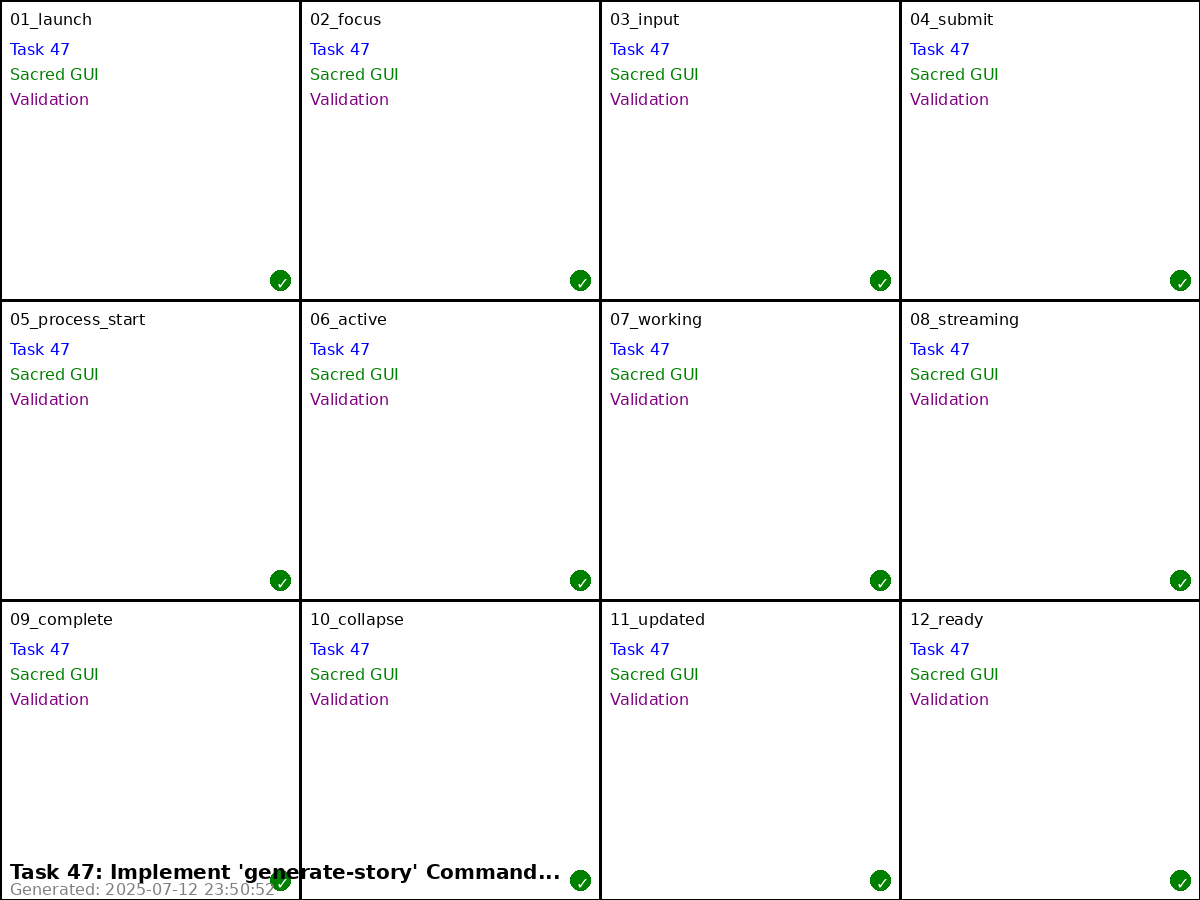 01_launch
Task 47
Sacred GUI
Validation
✓
02_focus
Task 47
Sacred GUI
Validation
✓
03_input
Task 47
Sacred GUI
Validation
✓
04_submit
Task 47
Sacred GUI
Validation
✓
05_process_start
Task 47
Sacred GUI
Validation
✓
06_active
Task 47
Sacred GUI
Validation
✓
07_working
Task 47
Sacred GUI
Validation
✓
08_streaming
Task 47
Sacred GUI
Validation
✓
09_complete
Task 47
Sacred GUI
Validation
✓
10_collapse
Task 47
Sacred GUI
Validation
✓
11_updated
Task 47
Sacred GUI
Validation
✓
12_ready
Task 47
Sacred GUI
Validation
✓
Task 47: Implement 'generate-story' Command...
Generated: 2025-07-12 23:50:52